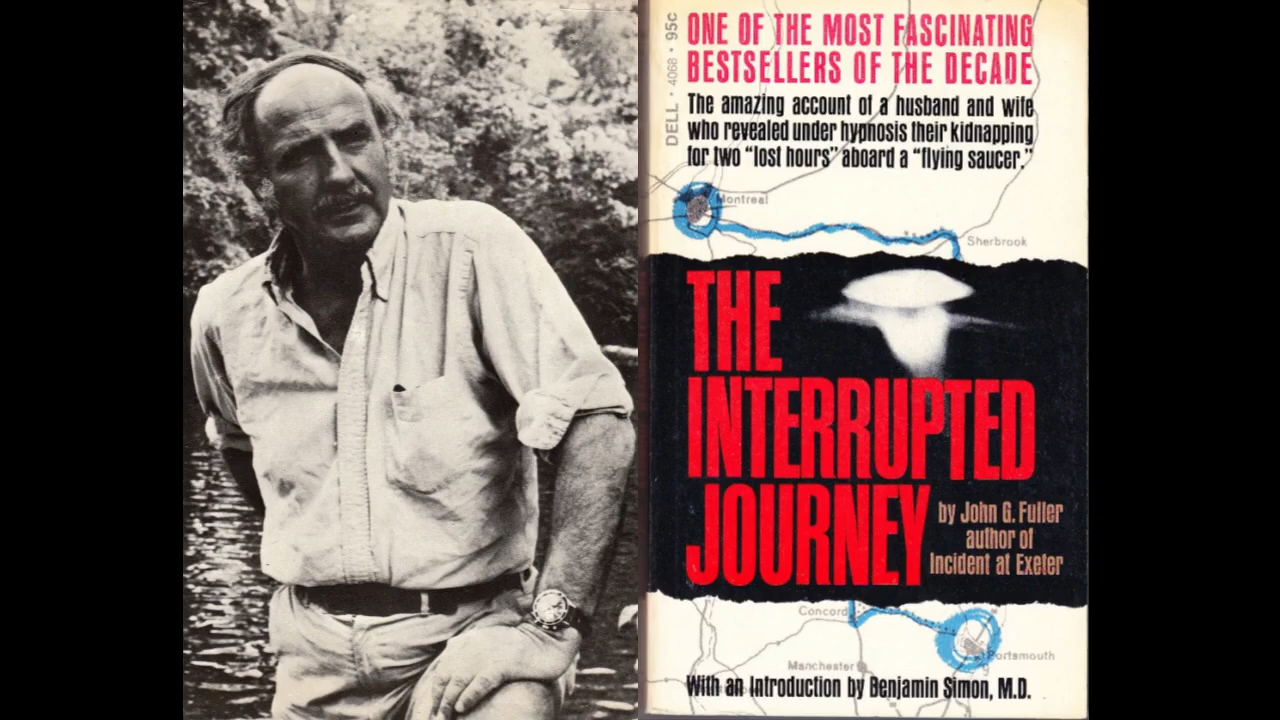 DELL · 4068 · 95c
ONE OF THE MOST FASCINATING
BESTSELLERS OF THE DECADE
The amazing account of a husband and wife
who revealed under hypnosis their kidnapping
for two “lost hours” aboard a “flying saucer.”
Montreal
Sherbrook
THE
INTERRUPTED
JOURNEY
by John G. Fuller
author of
Incident at Exeter
Concord
Portsmouth
Manchester
With an Introduction by Benjamin Simon, M.D.